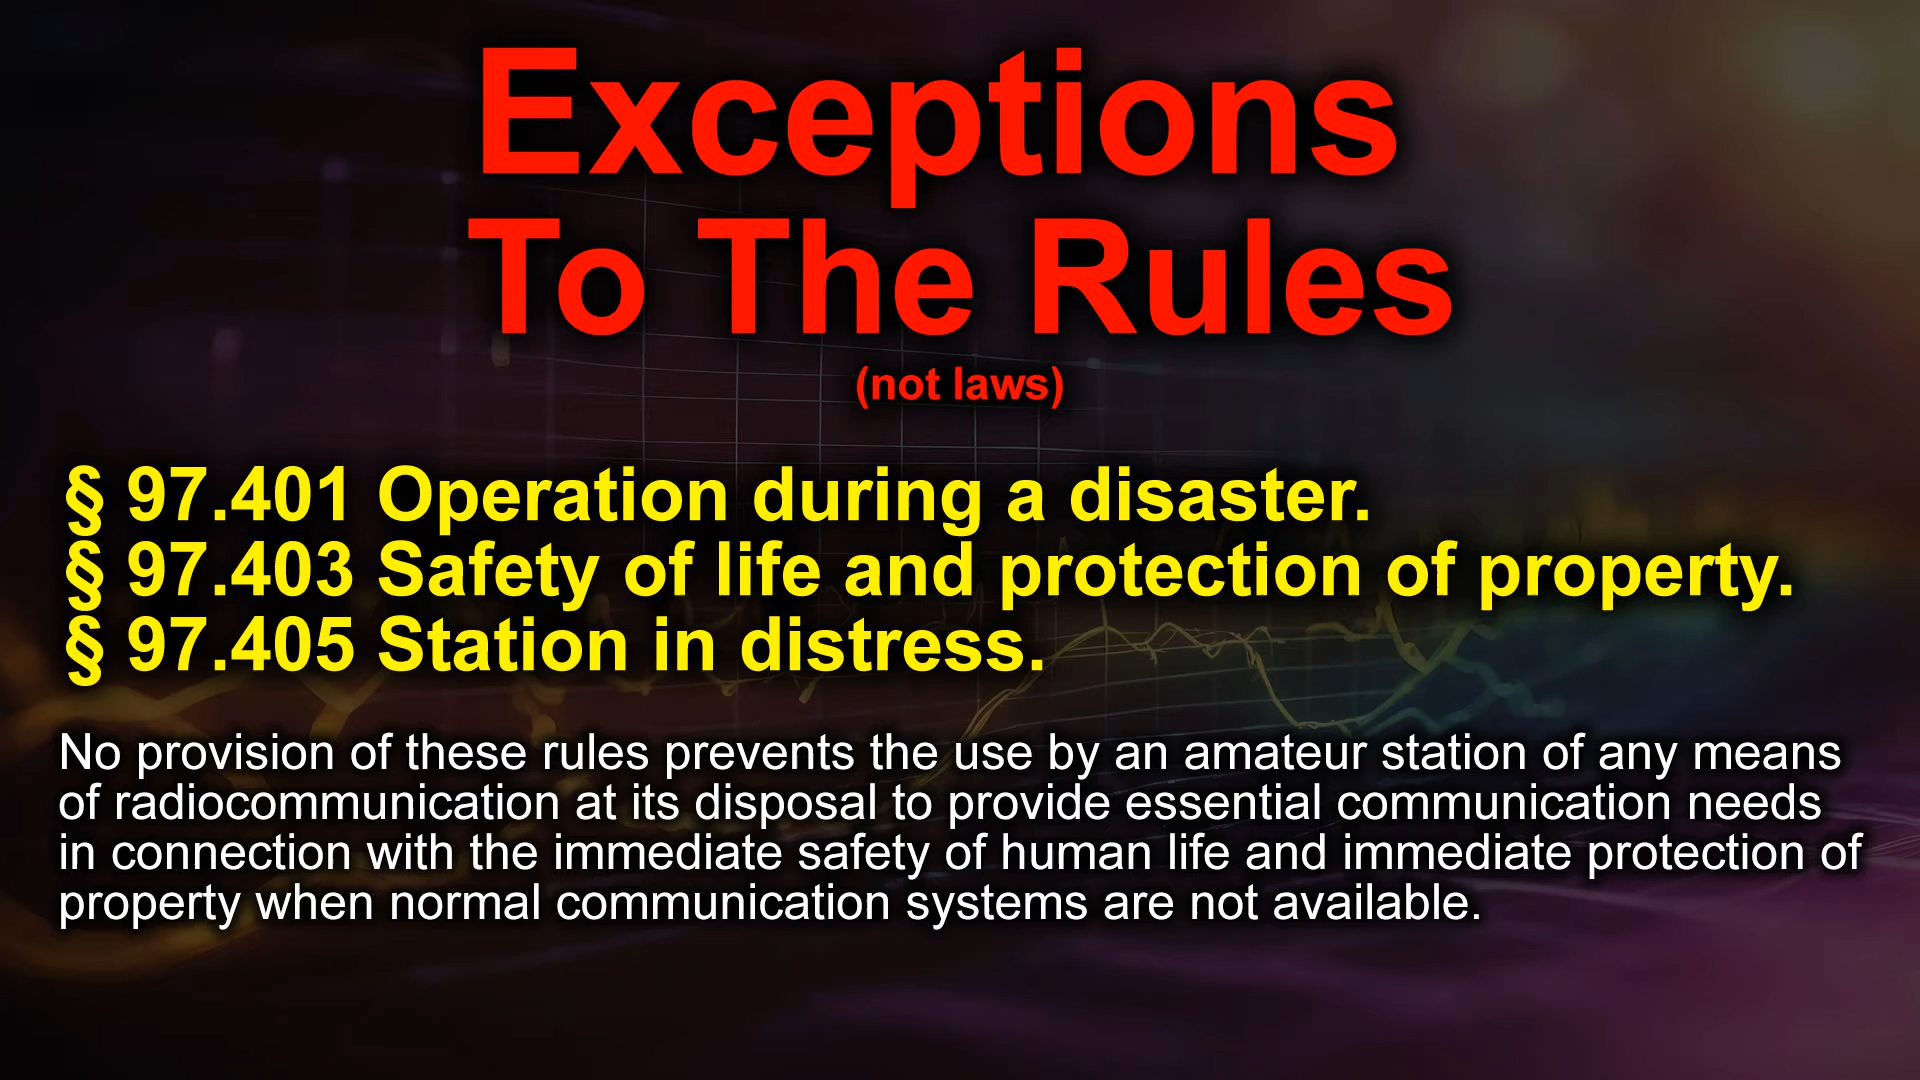 Exceptions
To The Rules
(not laws)
§ 97.401 Operation during a disaster.
§ 97.403 Safety of life and protection of property.
§ 97.405 Station in distress.
No provision of these rules prevents the use by an amateur station of any means
of radiocommunication at its disposal to provide essential communication needs
in connection with the immediate safety of human life and immediate protection of
property when normal communication systems are not available.